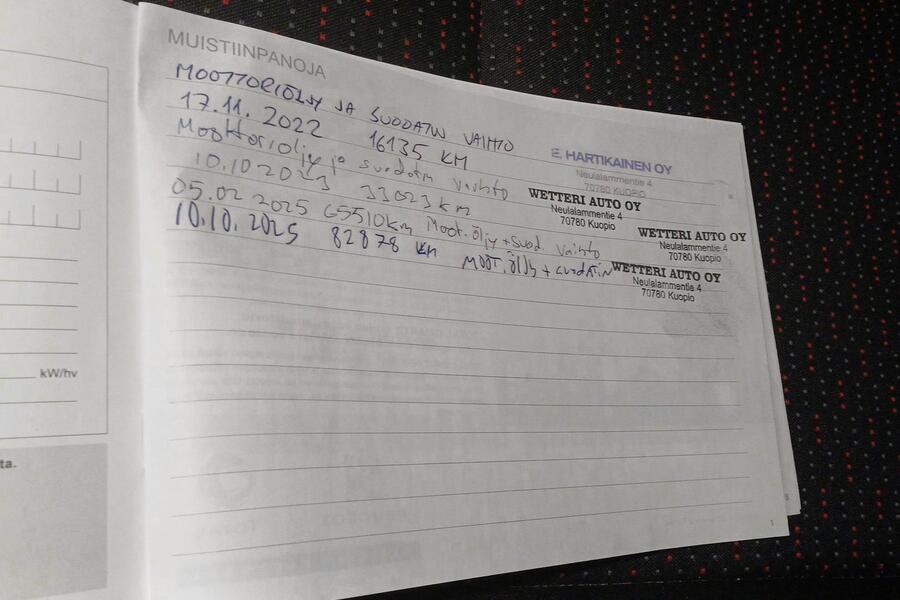 MUISTIINPANOJA
MOOTTORIÖLJY JA SUODATIN VAIHTO
17.11.2022 16135 KM
E. HARTIKAINEN OY
Neulalammentie 4
70780 KUOPIO
Moottoriöljy ja suodatin vaihto
10.10 2023 33023 km
WETTERI AUTO OY
Neulalammentie 4
70780 Kuopio
05.02 2025 65510km Moot. öljy + suod. vaihto
WETTERI AUTO OY
Neulalammentie 4
70780 Kuopio
10.10.2025 82878 KM MOOT. ÖLJY + SUODATIN
WETTERI AUTO OY
Neulalammentie 4
70780 Kuopio
kW/hv
ta.
1